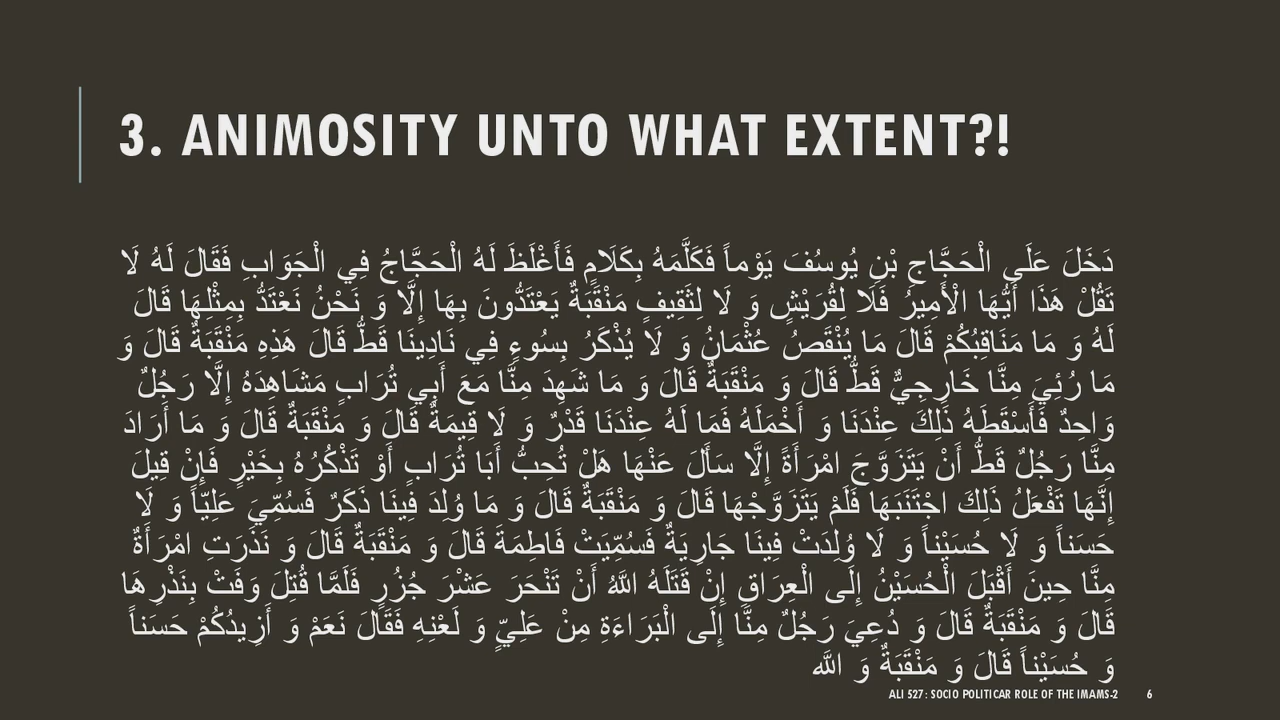 3. ANIMOSITY UNTO WHAT EXTENT?!
دَخَلَ عَلَى الْحَجَّاجِ بْنِ يُوسُفَ يَوْماً فَكَلَّمَهُ بِكَلَامٍ فَأَغْلَظَ لَهُ الْحَجَّاجُ فِي الْجَوَابِ فَقَالَ لَهُ لَا
تَقُلْ هَذَا أَيُّهَا الْأَمِيرُ فَلَا لِقُرَيْشٍ وَ لَا لِثَقِيفٍ مَنْقَبَةٌ يَعْتَدُّونَ بِهَا إِلَّا وَ نَحْنُ نَعْتَدُّ بِمِثْلِهَا قَالَ
لَهُ وَ مَا مَنَاقِبُكُمْ قَالَ مَا يُنْقَصُ عُثْمَانُ وَ لَا يُذْكَرُ بِسُوءٍ فِي نَادِينَا قَطُّ قَالَ هَذِهِ مَنْقَبَةٌ قَالَ وَ
مَا رُئِيَ مِنَّا خَارِجِيٌّ قَطُّ قَالَ وَ مَنْقَبَةٌ قَالَ وَ مَا شَهِدَ مِنَّا مَعَ أَبِي تُرَابٍ مَشَاهِدَهُ إِلَّا رَجُلٌ
وَاحِدٌ فَأَسْقَطَهُ ذَلِكَ عِنْدَنَا وَ أَخْمَلَهُ فَمَا لَهُ عِنْدَنَا قَدْرٌ وَ لَا قِيمَةٌ قَالَ وَ مَنْقَبَةٌ قَالَ وَ مَا أَرَادَ
مِنَّا رَجُلٌ قَطُّ أَنْ يَتَزَوَّجَ امْرَأَةً إِلَّا سَأَلَ عَنْهَا هَلْ تُحِبُّ أَبَا تُرَابٍ أَوْ تَذْكُرُهُ بِخَيْرٍ فَإِنْ قِيلَ
إِنَّهَا تَفْعَلُ ذَلِكَ اجْتَنَبَهَا فَلَمْ يَتَزَوَّجْهَا قَالَ وَ مَنْقَبَةٌ قَالَ وَ مَا وُلِدَ فِينَا ذَكَرٌ فَسُمِّيَ عَلِيّاً وَ لَا
حَسَناً وَ لَا حُسَيْناً وَ لَا وُلِدَتْ فِينَا جَارِيَةٌ فَسُمِّيَتْ فَاطِمَةَ قَالَ وَ مَنْقَبَةٌ قَالَ وَ نَذَرَتِ امْرَأَةٌ
مِنَّا حِينَ أَقْبَلَ الْحُسَيْنُ إِلَى الْعِرَاقِ إِنْ قَتَلَهُ اللَّهُ أَنْ تَنْحَرَ عَشْرَ جُزُرٍ فَلَمَّا قُتِلَ وَفَتْ بِنَذْرِهَا
قَالَ وَ مَنْقَبَةٌ قَالَ وَ دُعِيَ رَجُلٌ مِنَّا إِلَى الْبَرَاءَةِ مِنْ عَلِيٍّ وَ لَعْنِهِ فَقَالَ نَعَمْ وَ أَزِيدُكُمْ حَسَناً
وَ حُسَيْناً قَالَ وَ مَنْقَبَةٌ وَ اللَّهِ
ALI 527: SOCIO POLITICAR ROLE OF THE IMAMS-2 6